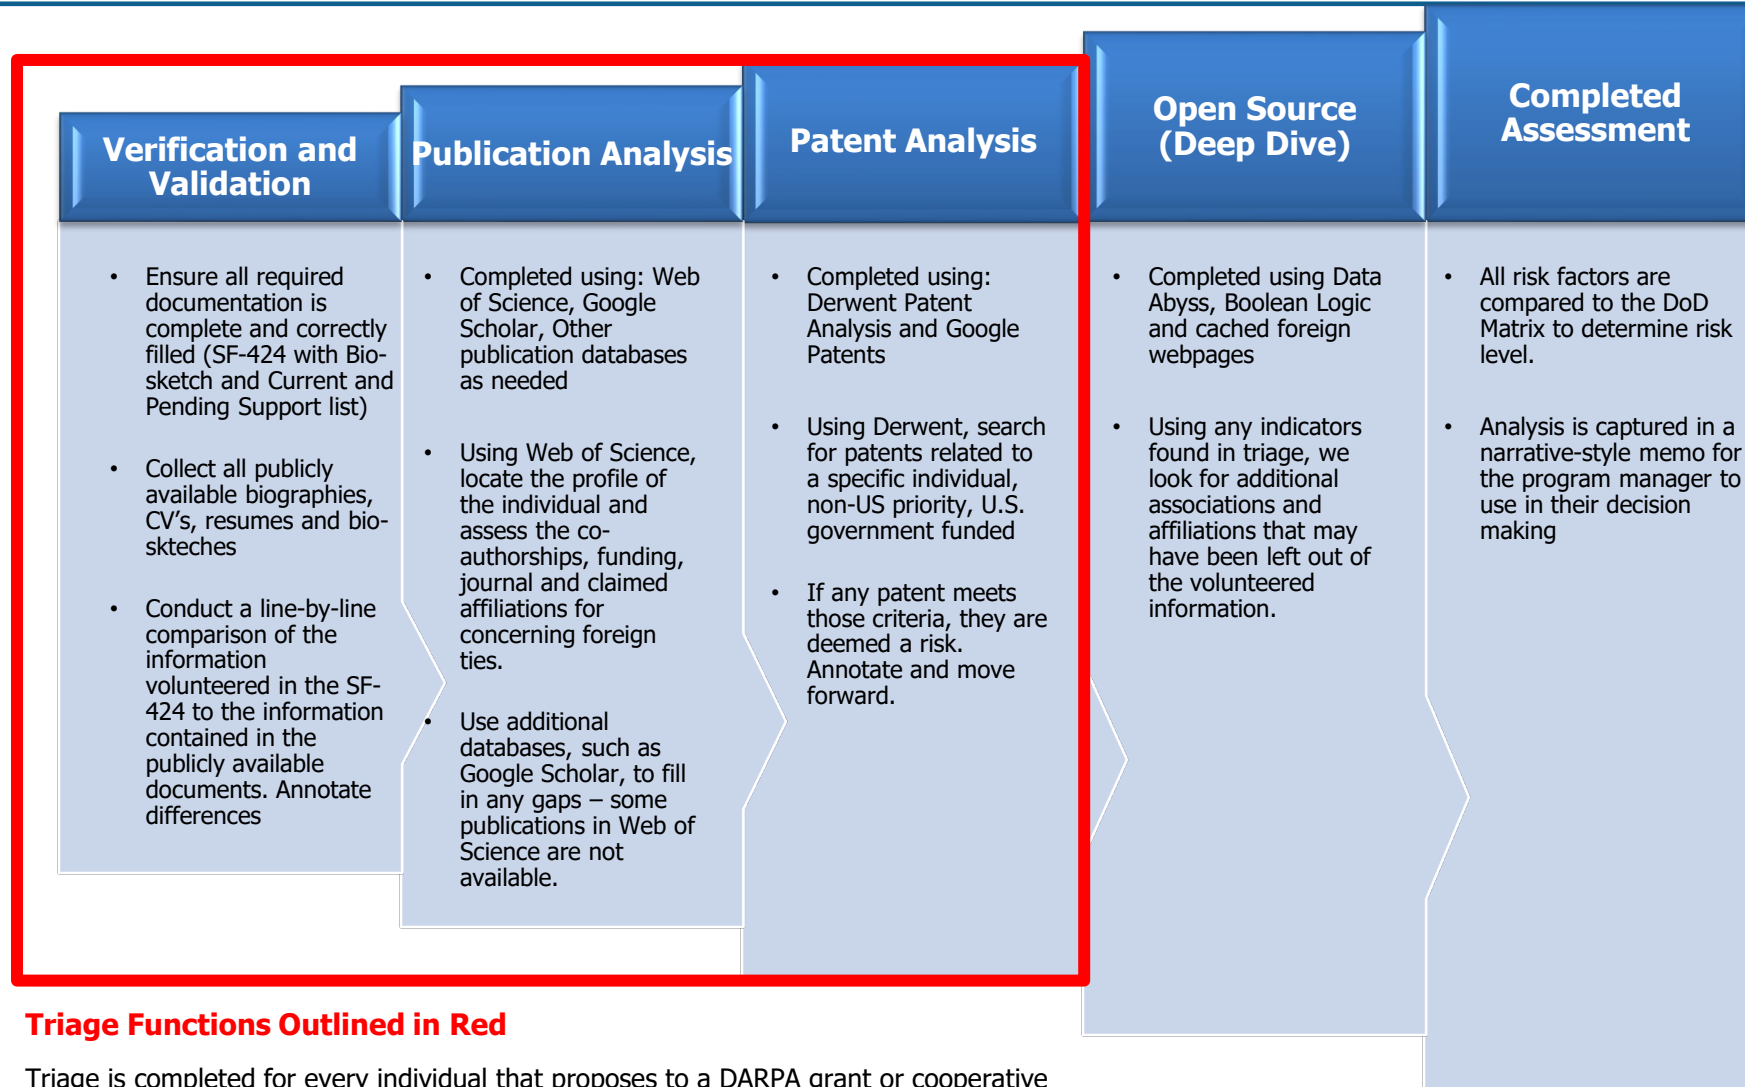 Verification and
Validation
• Ensure all required
documentation is
complete and correctly
filled (SF-424 with Bio-
sketch and Current and
Pending Support list)
• Collect all publicly
available biographies,
CV's, resumes and bio-
skteches
• Conduct a line-by-line
comparison of the
information
volunteered in the SF-
424 to the information
contained in the
publicly available
documents. Annotate
differences
Publication Analysis
• Completed using: Web
of Science, Google
Scholar, Other
publication databases
as needed
• Using Web of Science,
locate the profile of
the individual and
assess the co-
authorships, funding,
journal and claimed
affiliations for
concerning foreign
ties.
• Use additional
databases, such as
Google Scholar, to fill
in any gaps – some
publications in Web of
Science are not
available.
Patent Analysis
• Completed using:
Derwent Patent
Analysis and Google
Patents
• Using Derwent, search
for patents related to
a specific individual,
non-US priority, U.S.
government funded
• If any patent meets
those criteria, they are
deemed a risk.
Annotate and move
forward.
Open Source
(Deep Dive)
• Completed using Data
Abyss, Boolean Logic
and cached foreign
webpages
• Using any indicators
found in triage, we
look for additional
associations and
affiliations that may
have been left out of
the volunteered
information.
Completed
Assessment
• All risk factors are
compared to the DoD
Matrix to determine risk
level.
• Analysis is captured in a
narrative-style memo for
the program manager to
use in their decision
making
Triage Functions Outlined in Red
Triage is completed for every individual that proposes to a DARPA grant or cooperative